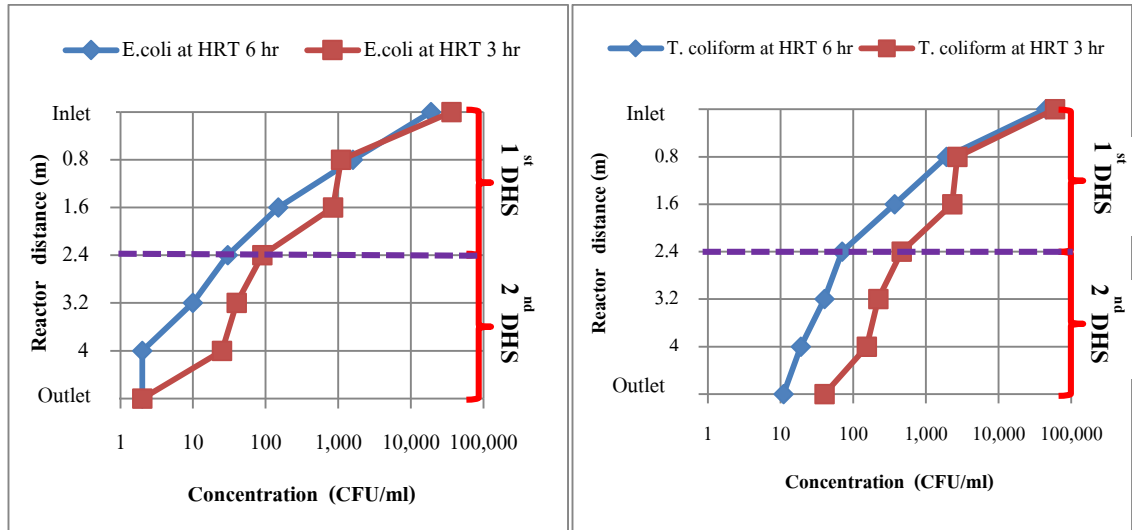 E.coli at HRT 6 hr
E.coli at HRT 3 hr
Inlet
0.8
1.6
2.4
3.2
4
Outlet
Reactor distance (m)
1 10 100 1,000 10,000 100,000
Concentration (CFU/ml)
1st DHS
2nd DHS
T. coliform at HRT 6 hr
T. coliform at HRT 3 hr
Inlet
0.8
1.6
2.4
3.2
4
Outlet
Reactor distance (m)
1 10 100 1,000 10,000 100,000
Concentration (CFU/ml)
1st DHS
2nd DHS